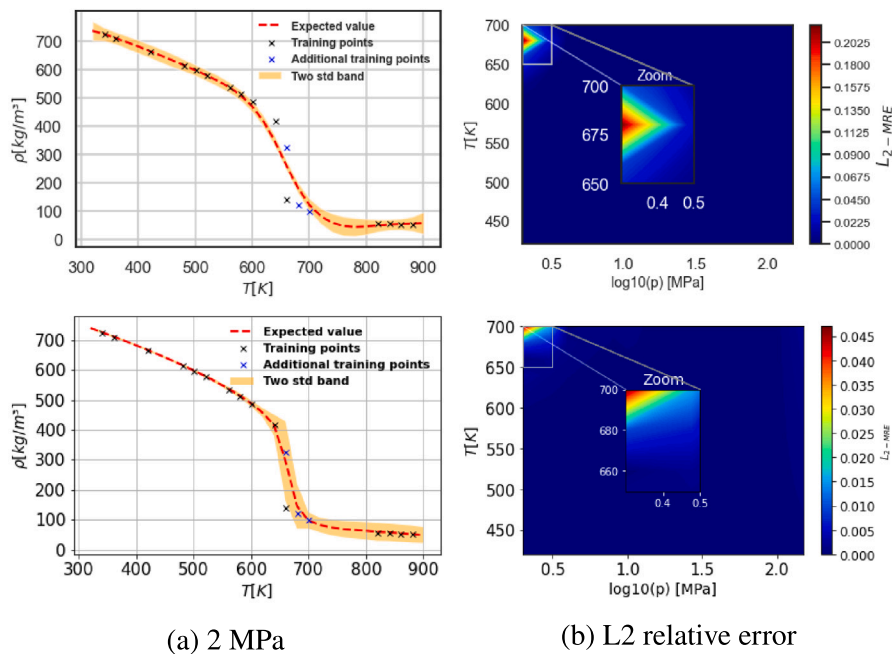 Expected value
Training points
Additional training points
Two std band
700
600
500
400
300
200
100
0
ρ[kg/m³]
300 400 500 600 700 800 900
T[K]
700
650
600
550
500
450
T[K]
Zoom
700
675
650
0.4 0.5
0.5 1.0 1.5 2.0
log10(p) [MPa]
0.2025
0.1800
0.1575
0.1350
0.1125
0.0900
0.0675
0.0450
0.0225
0.0000
L2−MRE
Expected value
Training points
Additional training points
Two std band
700
600
500
400
300
200
100
0
ρ[kg/m³]
300 400 500 600 700 800 900
T[K]
700
650
600
550
500
450
T[K]
Zoom
700
680
660
0.4 0.5
0.5 1.0 1.5 2.0
log10(p) [MPa]
0.045
0.040
0.035
0.030
0.025
0.020
0.015
0.010
0.005
0.000
L2−MRE
(a) 2 MPa
(b) L2 relative error